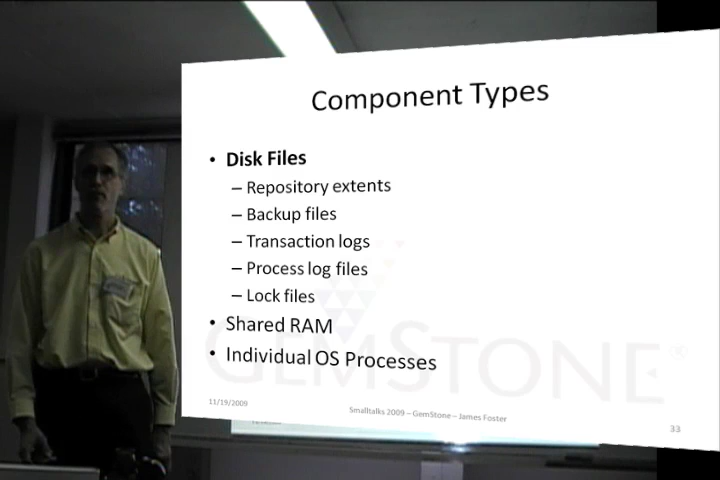 Component Types
• Disk Files
– Repository extents
– Backup files
– Transaction logs
– Process log files
– Lock files
• Shared RAM
• Individual OS Processes
GEMSTONE®
11/19/2009
Smalltalks 2009 – GemStone – James Foster
33